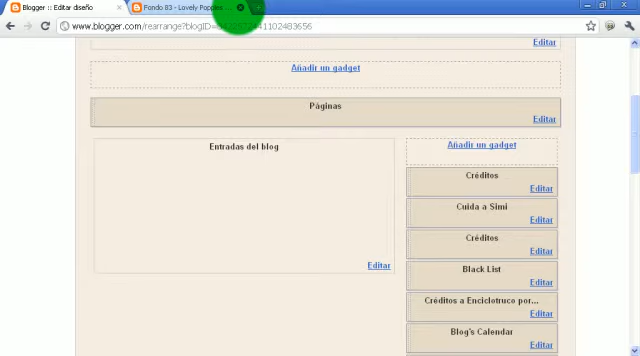 Blogger :: Editar diseño
Fondo 83 - Lovely Poppies ...
www.blogger.com/rearrange?blogID=
1102483656
Editar
Añadir un gadget
Páginas
Editar
Entradas del blog
Editar
Añadir un gadget
Créditos
Editar
Cuida a Simi
Editar
Créditos
Editar
Black List
Editar
Créditos a Enciclotruco por...
Editar
Blog's Calendar
Editar